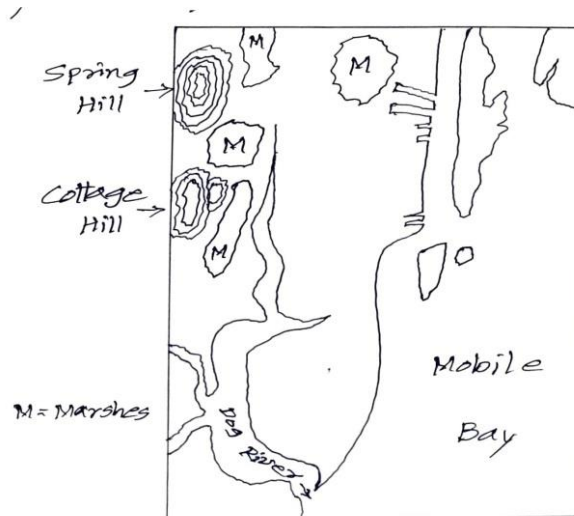 Spring
Hill
M
M
M
Cottage
Hill
M
M = Marshes
Dog River
Mobile
Bay